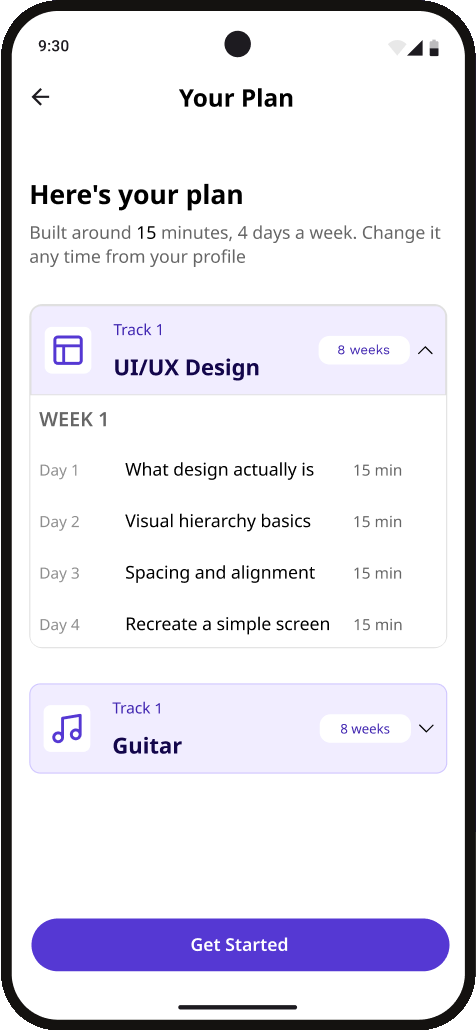 9:30
Your Plan
Here's your plan
Built around 15 minutes, 4 days a week. Change it
any time from your profile
Track 1
UI/UX Design
8 weeks
WEEK 1
Day 1 What design actually is 15 min
Day 2 Visual hierarchy basics 15 min
Day 3 Spacing and alignment 15 min
Day 4 Recreate a simple screen 15 min
Track 1
Guitar
8 weeks
Get Started